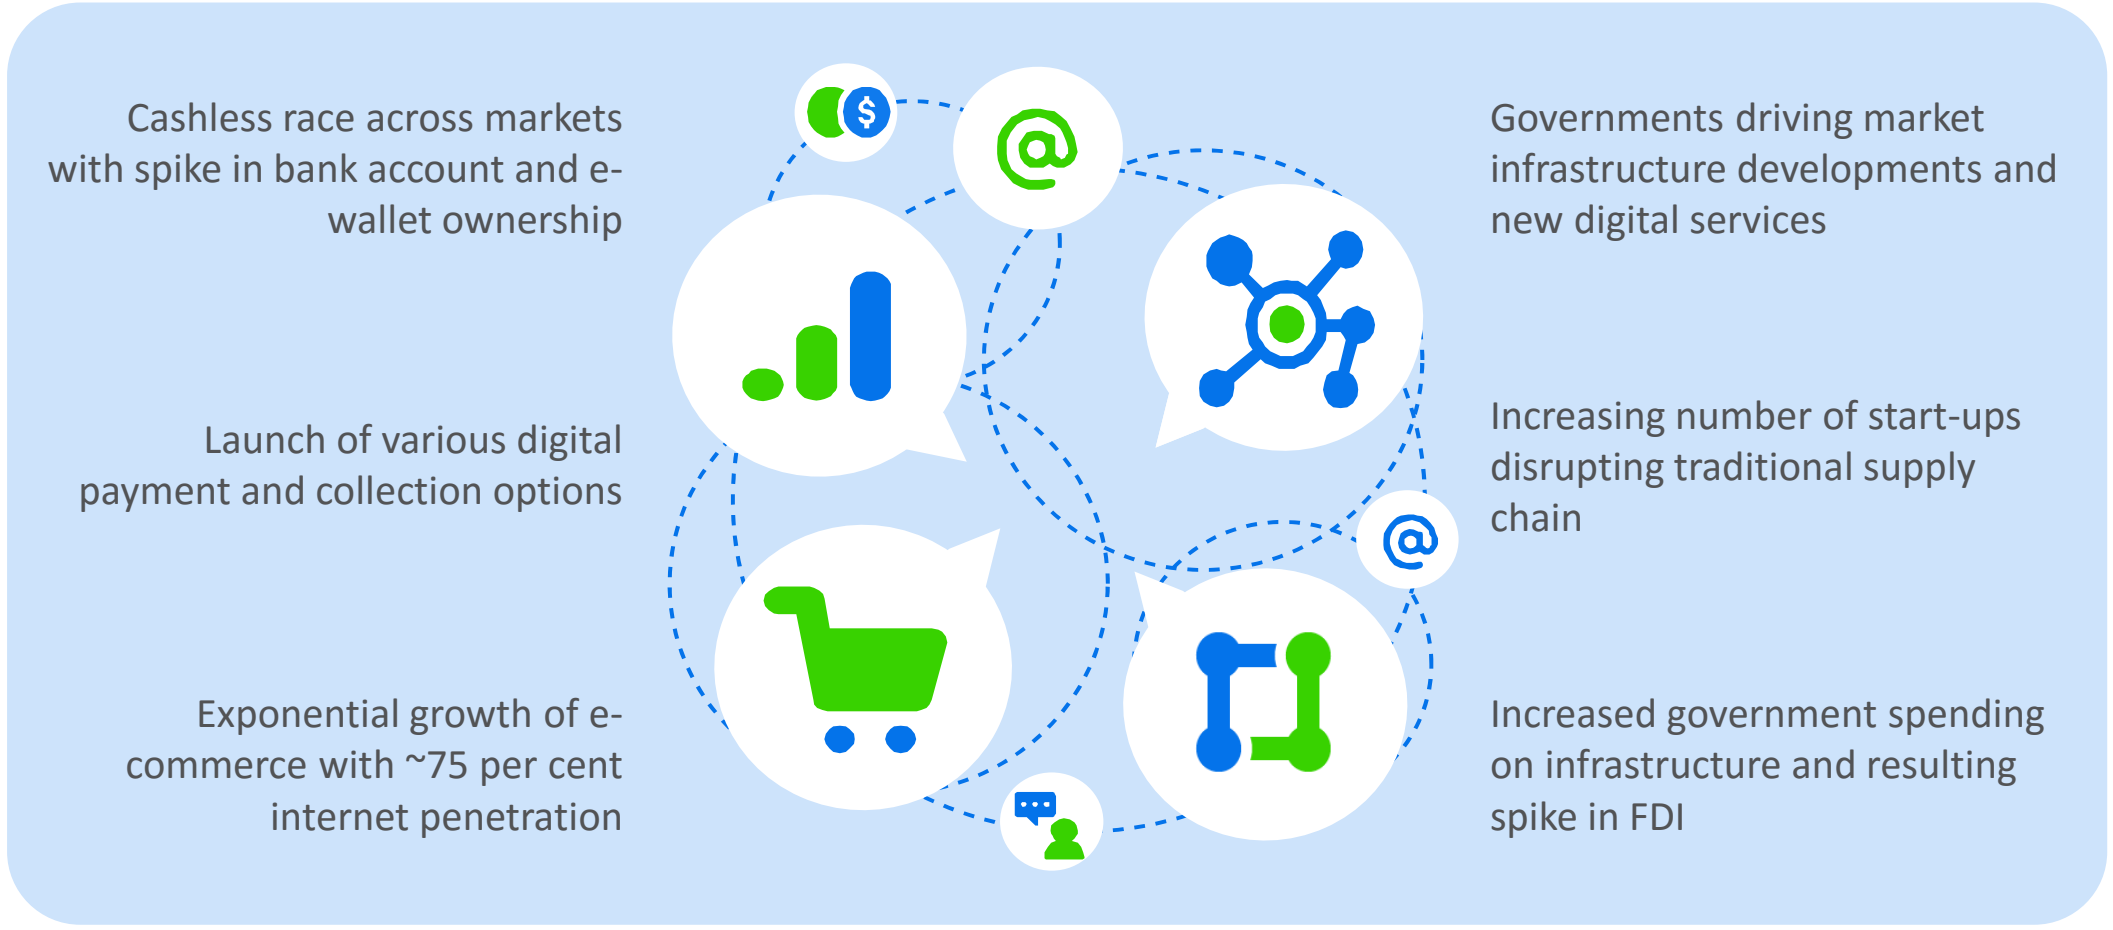 Cashless race across markets
with spike in bank account and e-
wallet ownership
Launch of various digital
payment and collection options
Exponential growth of e-
commerce with ~75 per cent
internet penetration
$
@
@
Governments driving market
infrastructure developments and
new digital services
Increasing number of start-ups
disrupting traditional supply
chain
Increased government spending
on infrastructure and resulting
spike in FDI